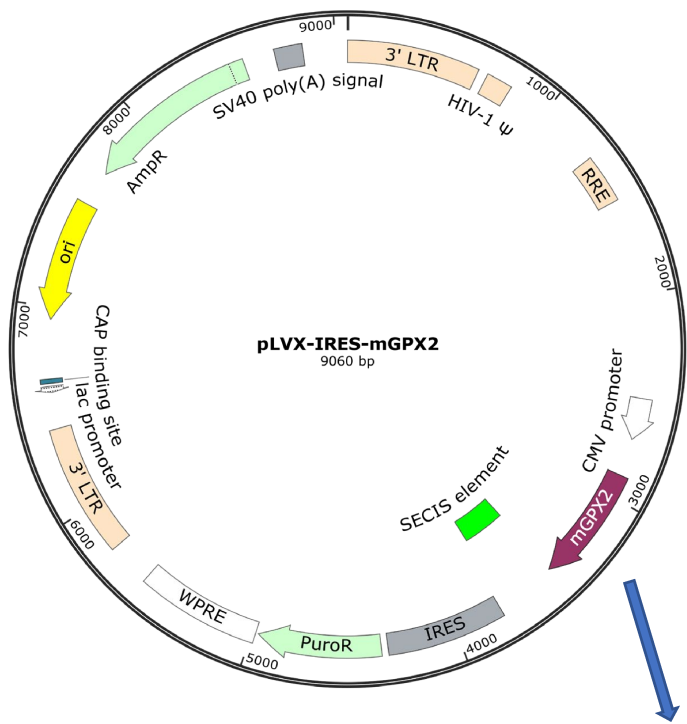 9000
3' LTR
HIV-1 Ψ
1000
RRE
2000
CMV promoter
3000
mGPX2
SECIS element
4000
IRES
PuroR
5000
WPRE
6000
3' LTR
lac promoter
CAP binding site
7000
ori
8000
AmpR
SV40 poly(A) signal
pLVX-IRES-mGPX2
9060 bp